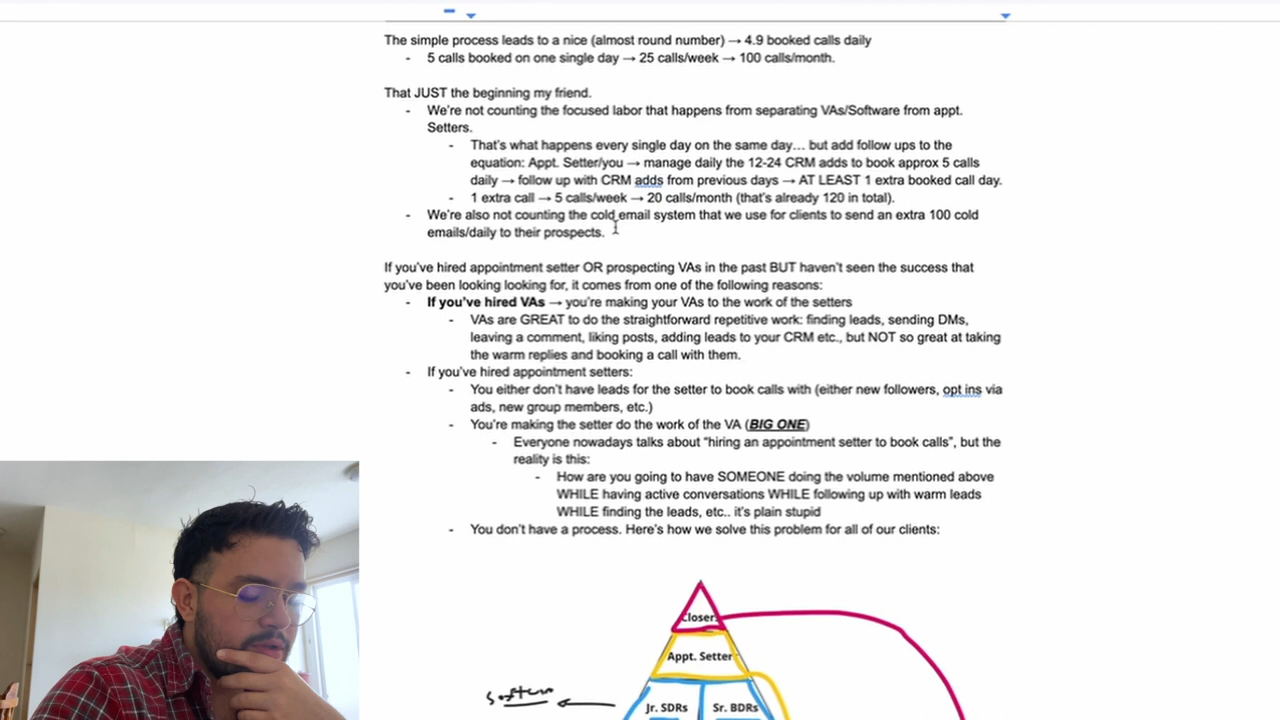 The simple process leads to a nice (almost round number) → 4.9 booked calls daily
- 5 calls booked on one single day → 25 calls/week → 100 calls/month.
That JUST the beginning my friend.
- We're not counting the focused labor that happens from separating VAs/Software from appt.
Setters.
- That's what happens every single day on the same day… but add follow ups to the
equation: Appt. Setter/you → manage daily the 12-24 CRM adds to book approx 5 calls
daily → follow up with CRM adds from previous days → AT LEAST 1 extra booked call day.
- 1 extra call → 5 calls/week → 20 calls/month (that's already 120 in total).
- We're also not counting the cold email system that we use for clients to send an extra 100 cold
emails/daily to their prospects.
If you've hired appointment setter OR prospecting VAs in the past BUT haven't seen the success that
you've been looking looking for, it comes from one of the following reasons:
- If you've hired VAs → you're making your VAs to the work of the setters
- VAs are GREAT to do the straightforward repetitive work: finding leads, sending DMs,
leaving a comment, liking posts, adding leads to your CRM etc., but NOT so great at taking
the warm replies and booking a call with them.
- If you've hired appointment setters:
- You either don't have leads for the setter to book calls with (either new followers, opt ins via
ads, new group members, etc.)
- You're making the setter do the work of the VA (BIG ONE)
- Everyone nowadays talks about "hiring an appointment setter to book calls", but the
reality is this:
- How are you going to have SOMEONE doing the volume mentioned above
WHILE having active conversations WHILE following up with warm leads
WHILE finding the leads, etc.. it's plain stupid
- You don't have a process. Here's how we solve this problem for all of our clients:
Closer
Appt. Setter
Jr. SDRs Sr. BDRs